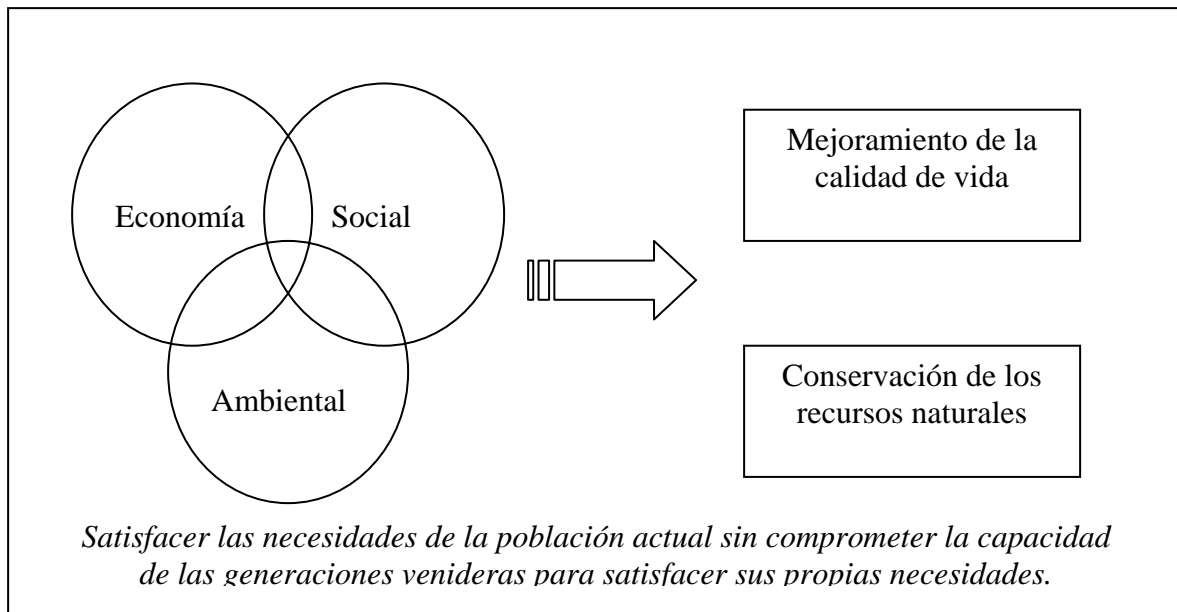 Economía
Social
Ambiental
Mejoramiento de la
calidad de vida
Conservación de los
recursos naturales
Satisfacer las necesidades de la población actual sin comprometer la capacidad
de las generaciones venideras para satisfacer sus propias necesidades.